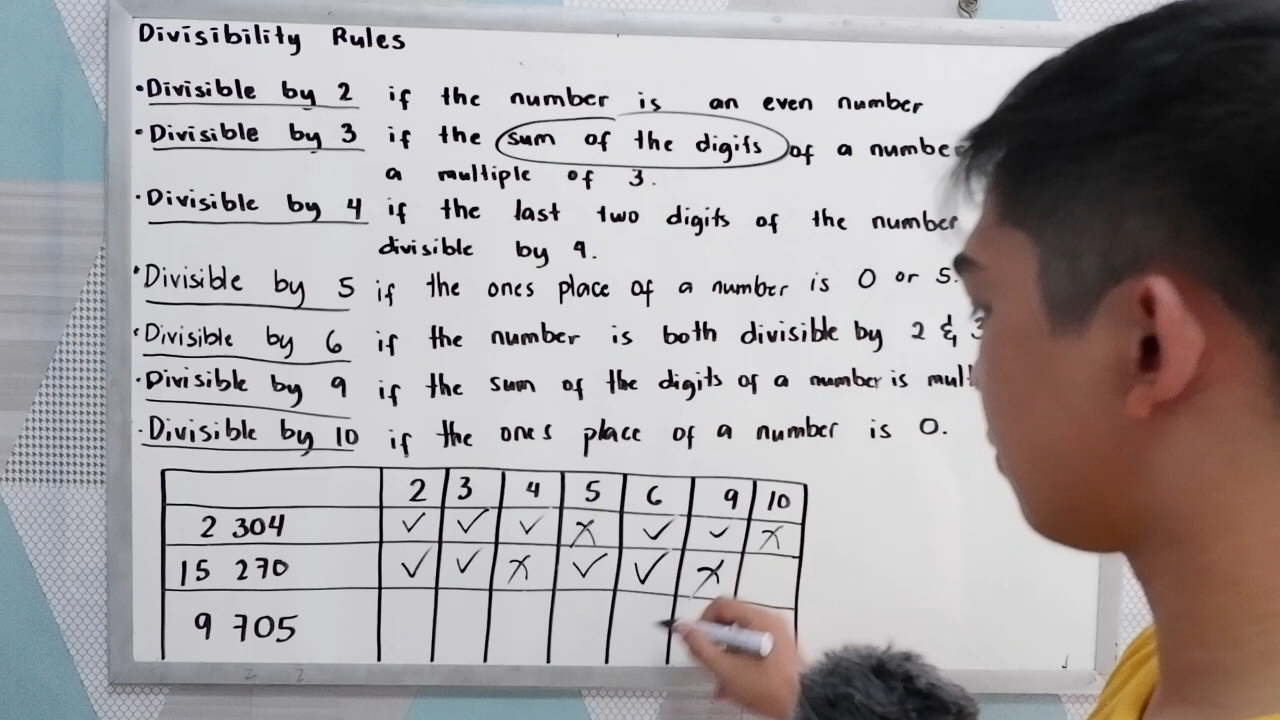 Divisibility Rules
• Divisible by 2 if the number is an even number
• Divisible by 3 if the sum of the digits of a number
a multiple of 3.
• Divisible by 4 if the last two digits of the number
divisible by 4.
• Divisible by 5 if the ones place of a number is 0 or 5.
• Divisible by 6 if the number is both divisible by 2 & 3
• Divisible by 9 if the sum of the digits of a number is
• Divisible by 10 if the ones place of a number is 0.
2 3 4 5 6 9 10
2 304 ✓ ✓ ✓ X ✓ ✓ X
15 270 ✓ ✓ X ✓ ✓ X
9 705